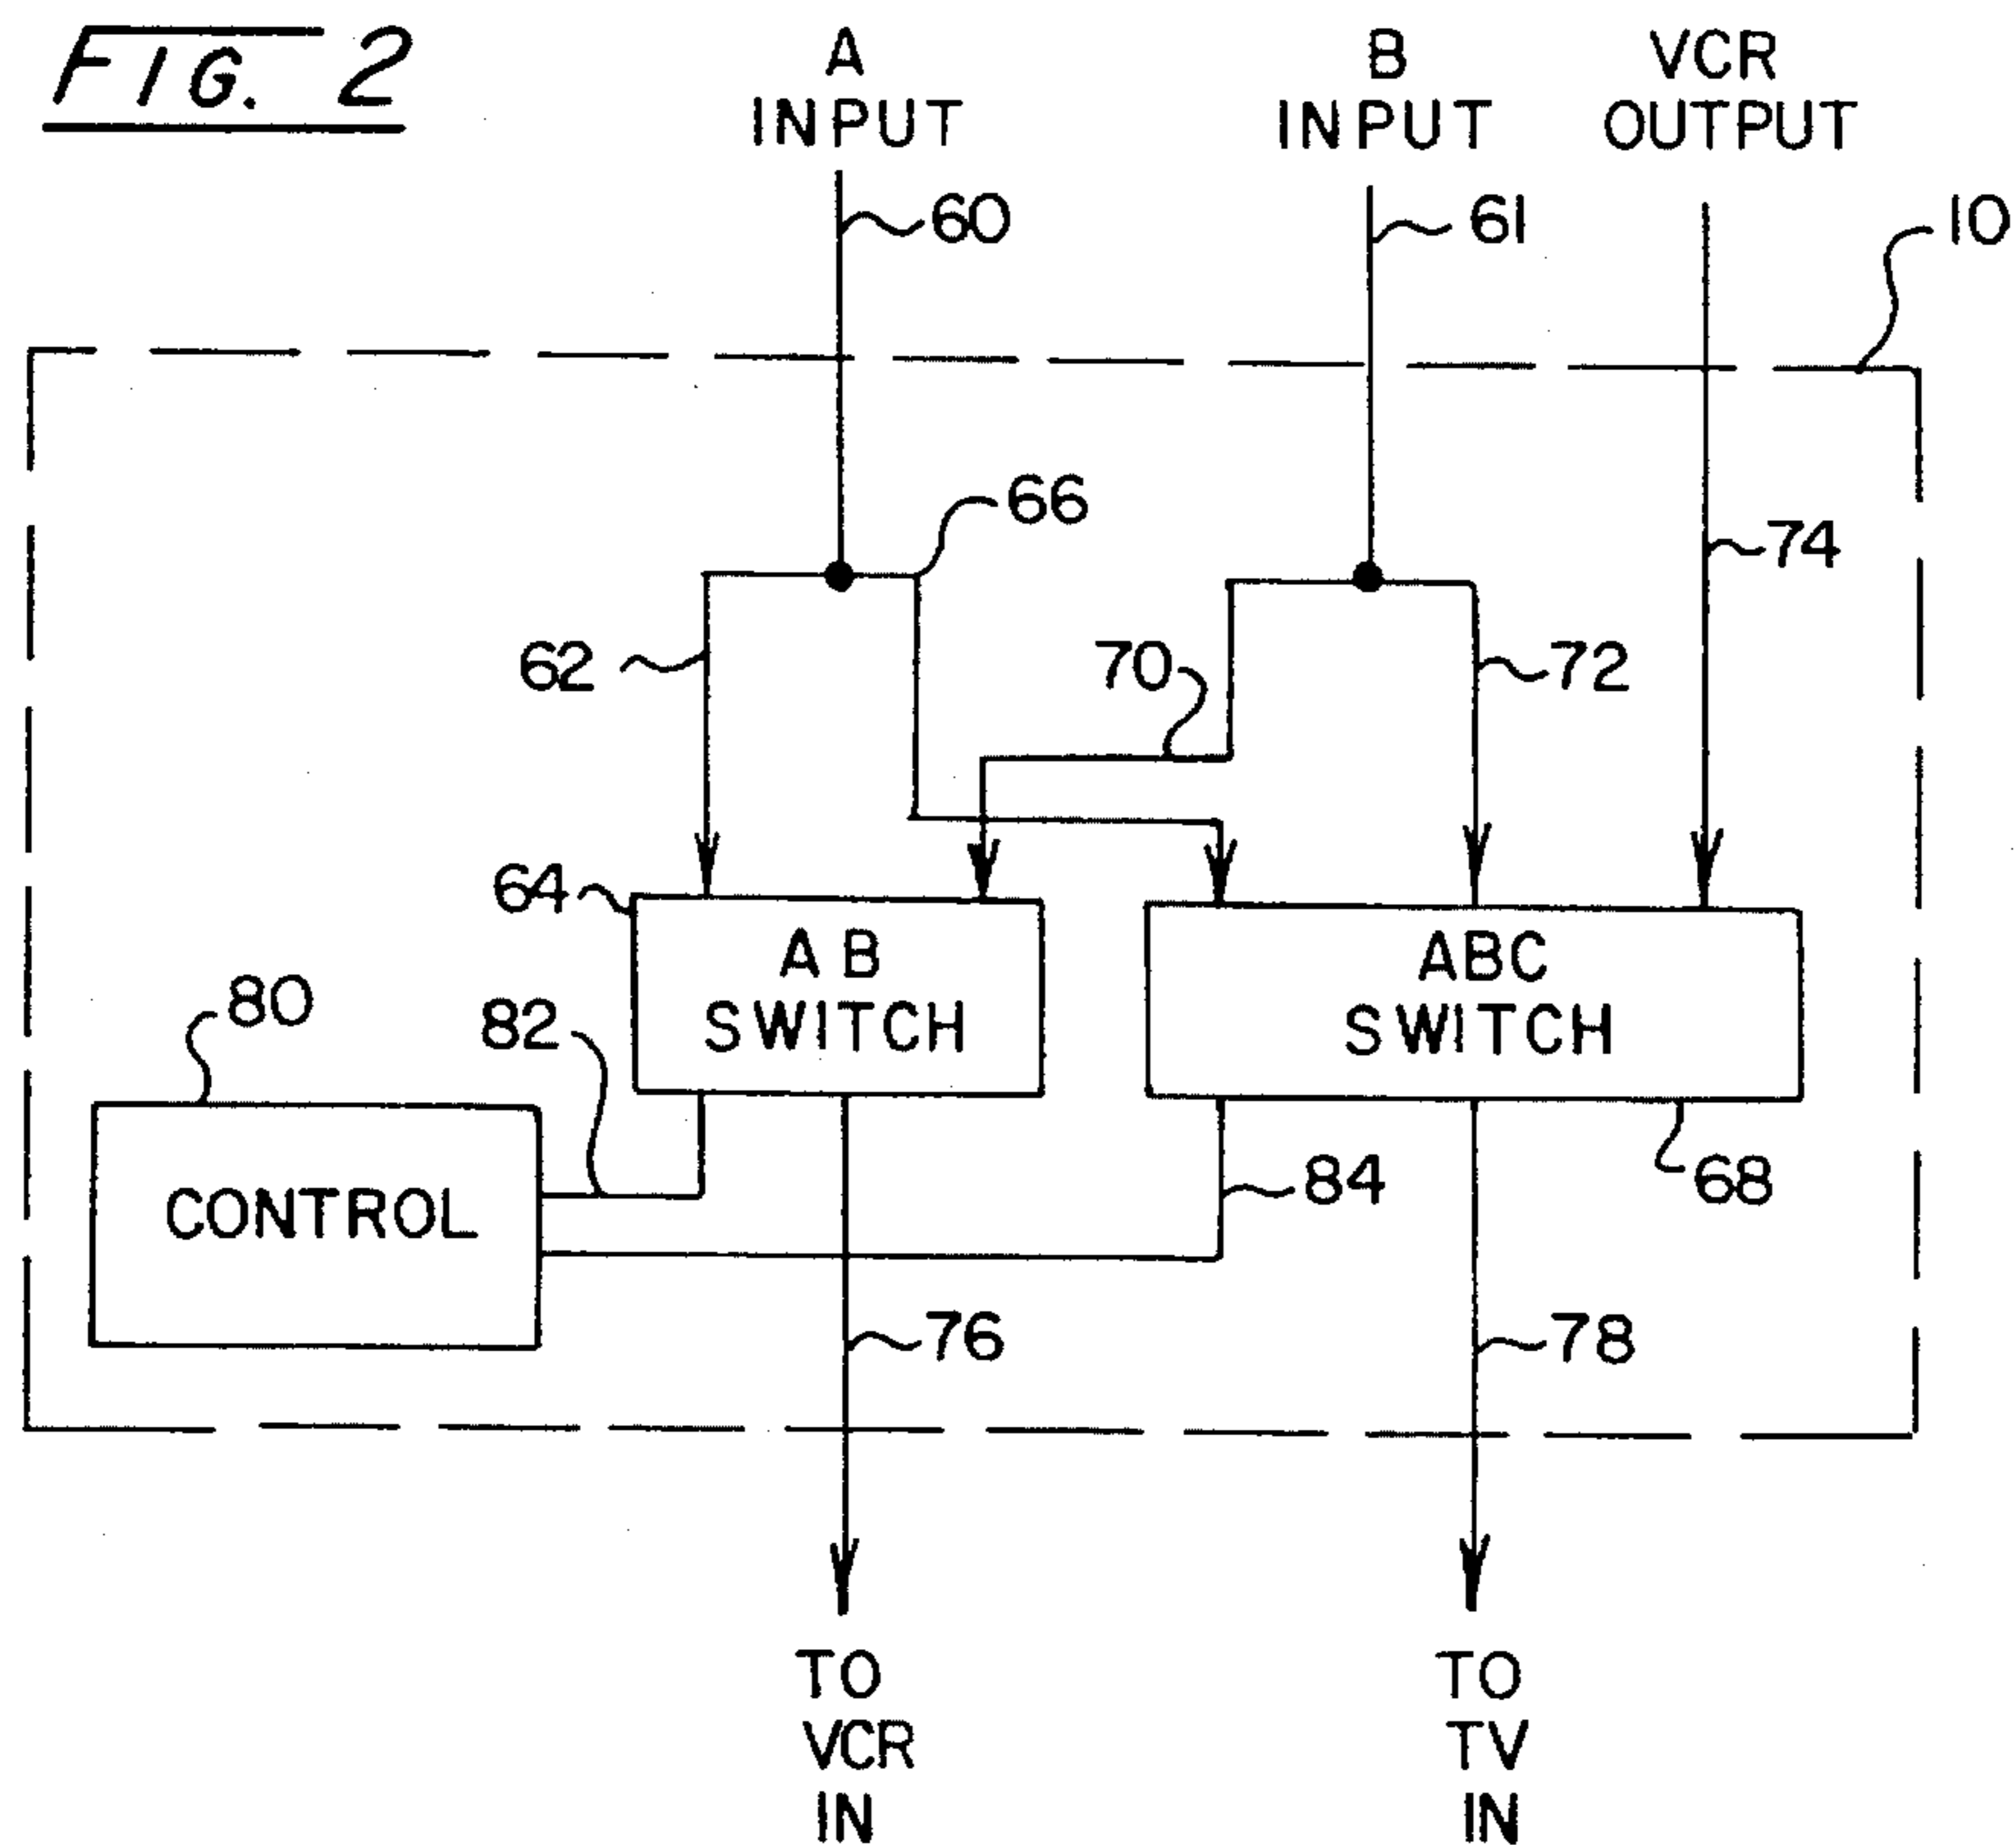 FIG. 2
A
INPUT
B
INPUT
VCR
OUTPUT
60
61
10
66
74
62
70
72
64
AB
SWITCH
ABC
SWITCH
80
82
CONTROL
84
68
76
78
TO
VCR
IN
TO
TV
IN